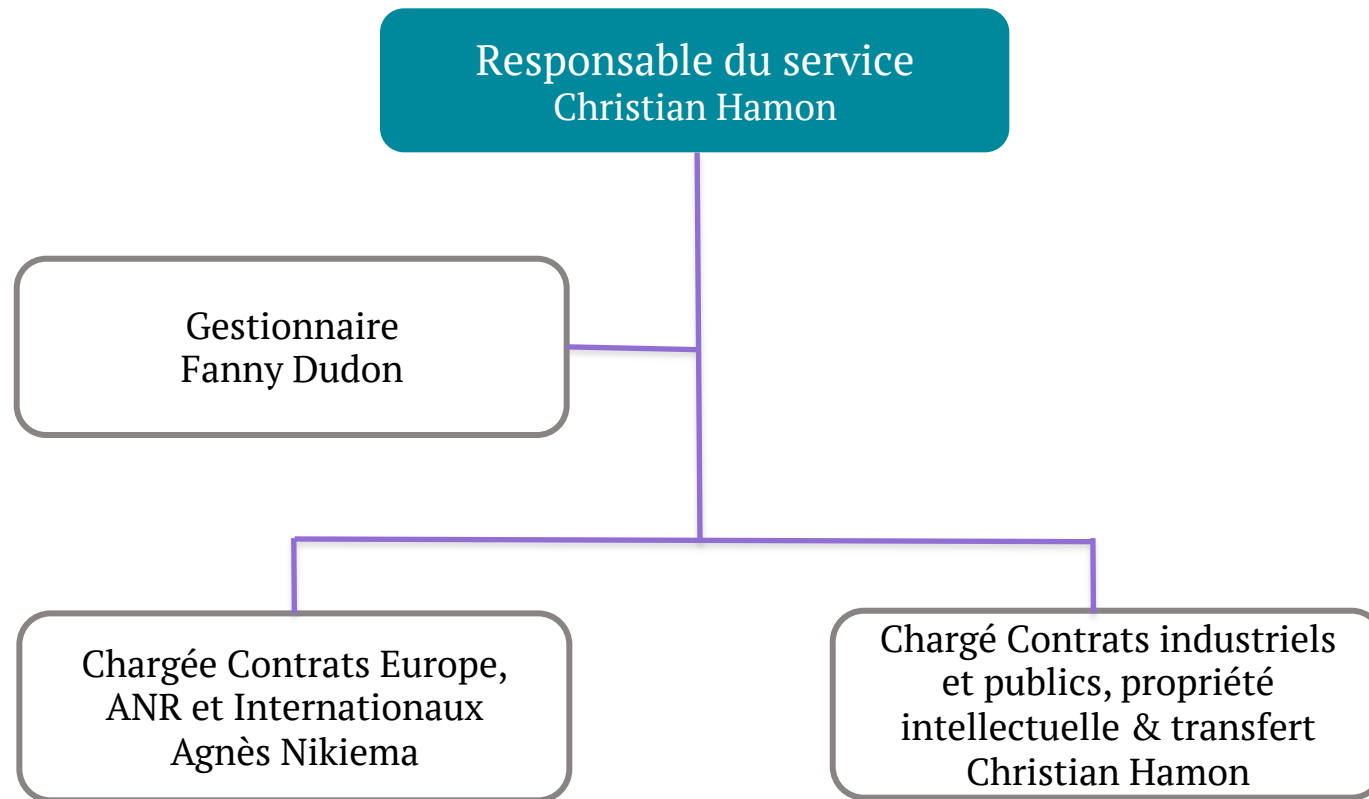 Responsable du service
Christian Hamon
Gestionnaire
Fanny Dudon
Chargée Contrats Europe,
ANR et Internationaux
Agnès Nikiema
Chargé Contrats industriels
et publics, propriété
intellectuelle & transfert
Christian Hamon